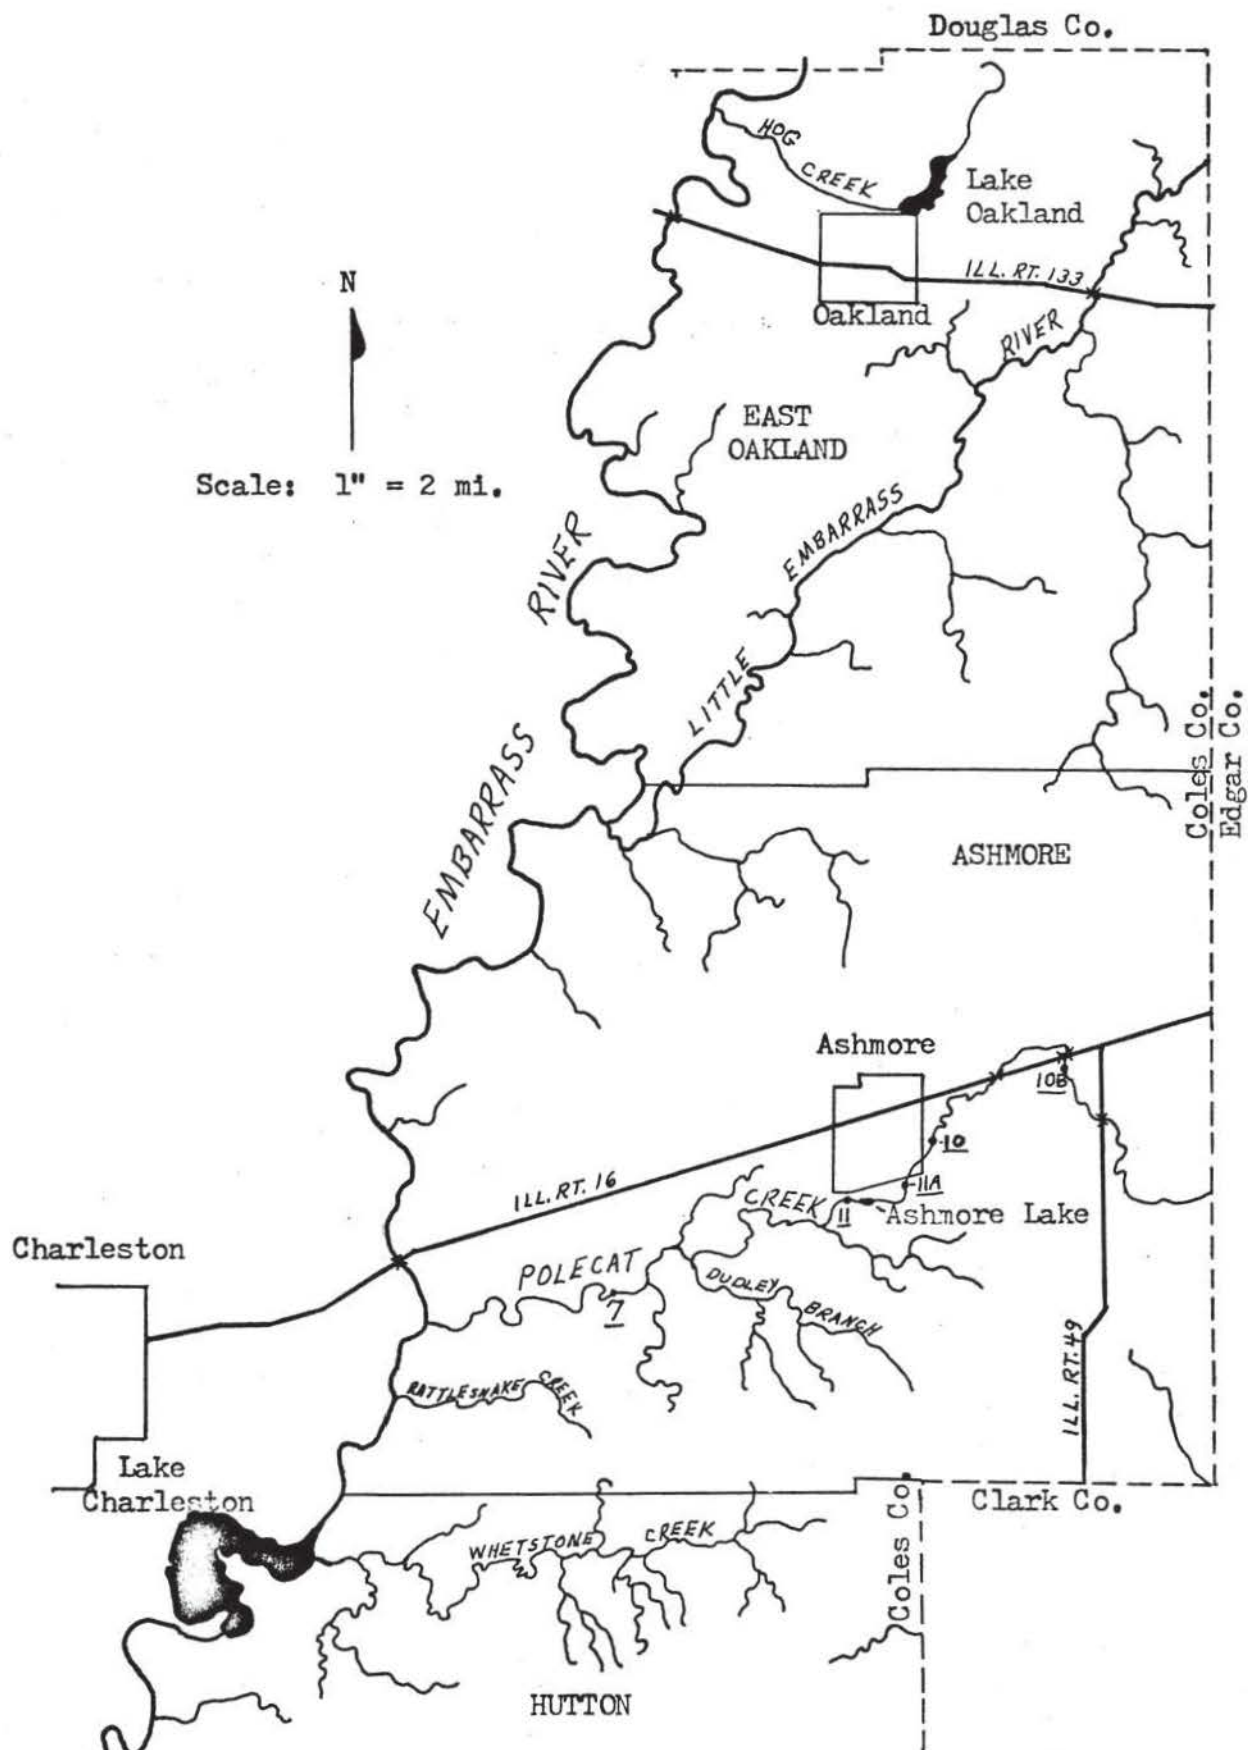 Douglas Co.
HOG
CREEK
Lake
Oakland
N
ILL. RT. 133
Oakland
RIVER
EAST
OAKLAND
Scale: 1" = 2 mi.
EMBARRASS
RIVER
LITTLE
Coles Co.
Edgar Co.
EMBARRASS
ASHMORE
Ashmore
10B
10
11A
ILL. RT. 16
CREEK
11
Ashmore Lake
Charleston
POLECAT
7
DUDLEY
BRANCH
RATTLESNAKE CREEK
ILL. RT. 49
Lake
Charleston
Clark Co.
Coles Co.
WHETSTONE CREEK
HUTTON